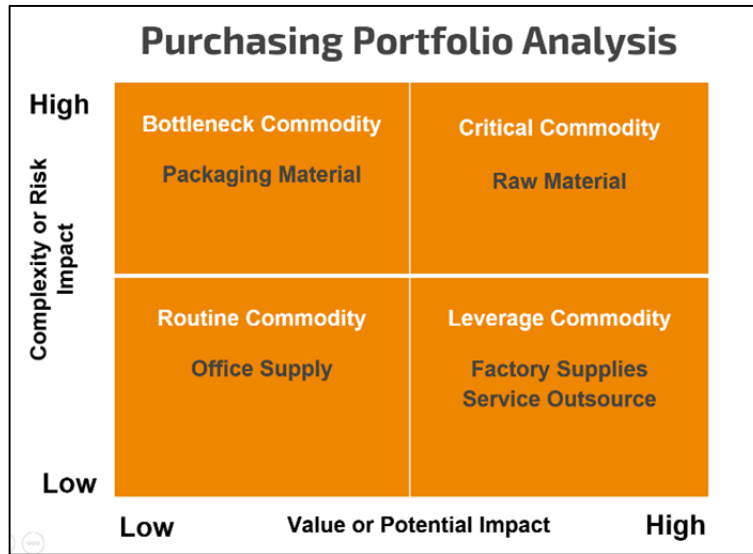 Purchasing Portfolio Analysis
High
Bottleneck Commodity
Critical Commodity
Packaging Material
Raw Material
Complexity or Risk
Impact
Routine Commodity
Leverage Commodity
Office Supply
Factory Supplies
Service Outsource
Low
Low
Value or Potential Impact
High